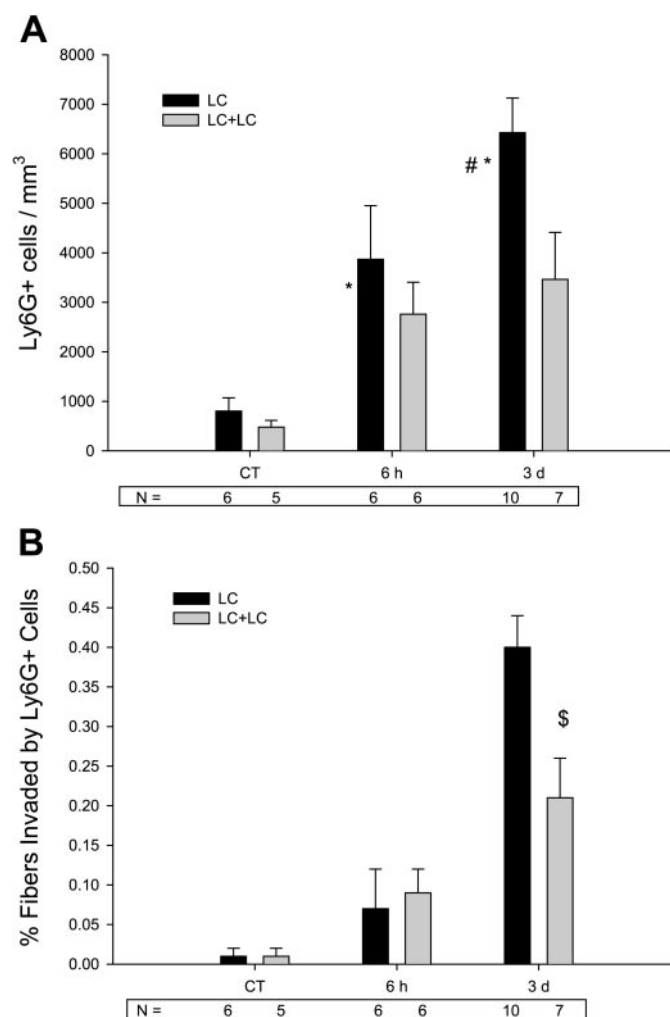 A
8000
7000
6000
5000
4000
3000
2000
1000
0
Ly6G+ cells / mm³
LC
LC+LC
*
# *
CT 6 h 3 d
N = 6 5 6 6 10 7
B
0.50
0.45
0.40
0.35
0.30
0.25
0.20
0.15
0.10
0.05
0.00
% Fibers Invaded by Ly6G+ Cells
LC
LC+LC
$
CT 6 h 3 d
N = 6 5 6 6 10 7